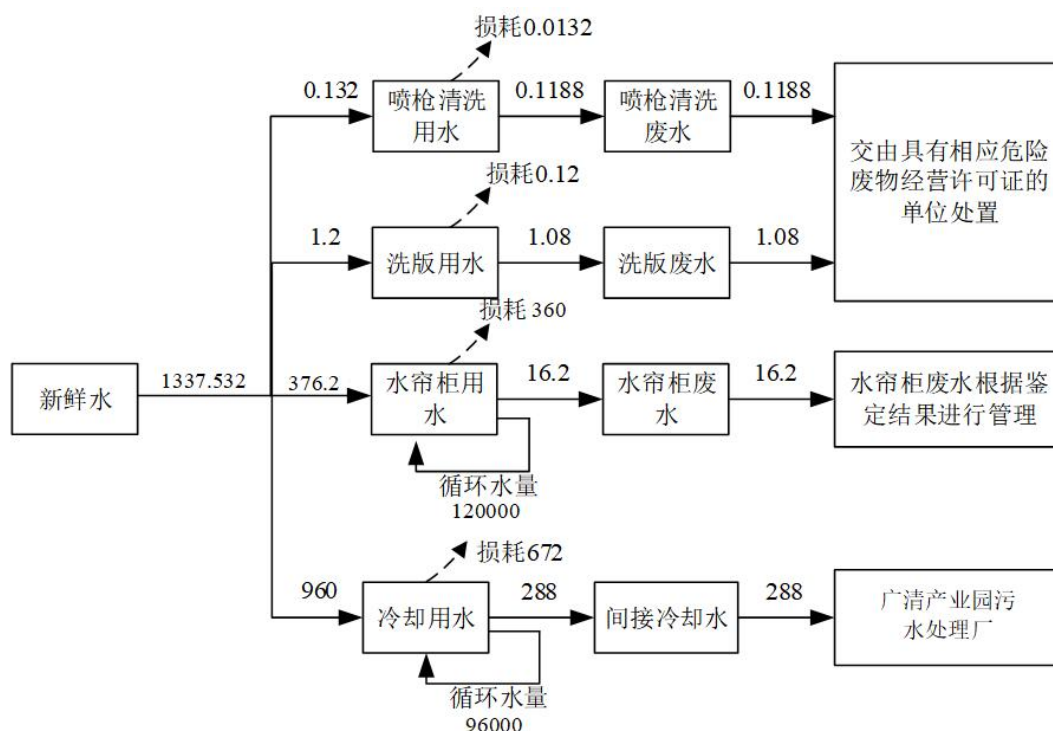 损耗0.0132
0.132
喷枪清洗
用水
0.1188
喷枪清洗
废水
0.1188
交由具有相应危险
废物经营许可证的
单位处置
损耗0.12
1.2
洗版用水
1.08
洗版废水
1.08
损耗 360
新鲜水
1337.532
376.2
水帘柜用
水
16.2
水帘柜废
水
16.2
水帘柜废水根据鉴
定结果进行管理
循环水量
120000
损耗672
960
冷却用水
288
间接冷却水
288
广清产业园污
水处理厂
循环水量
96000